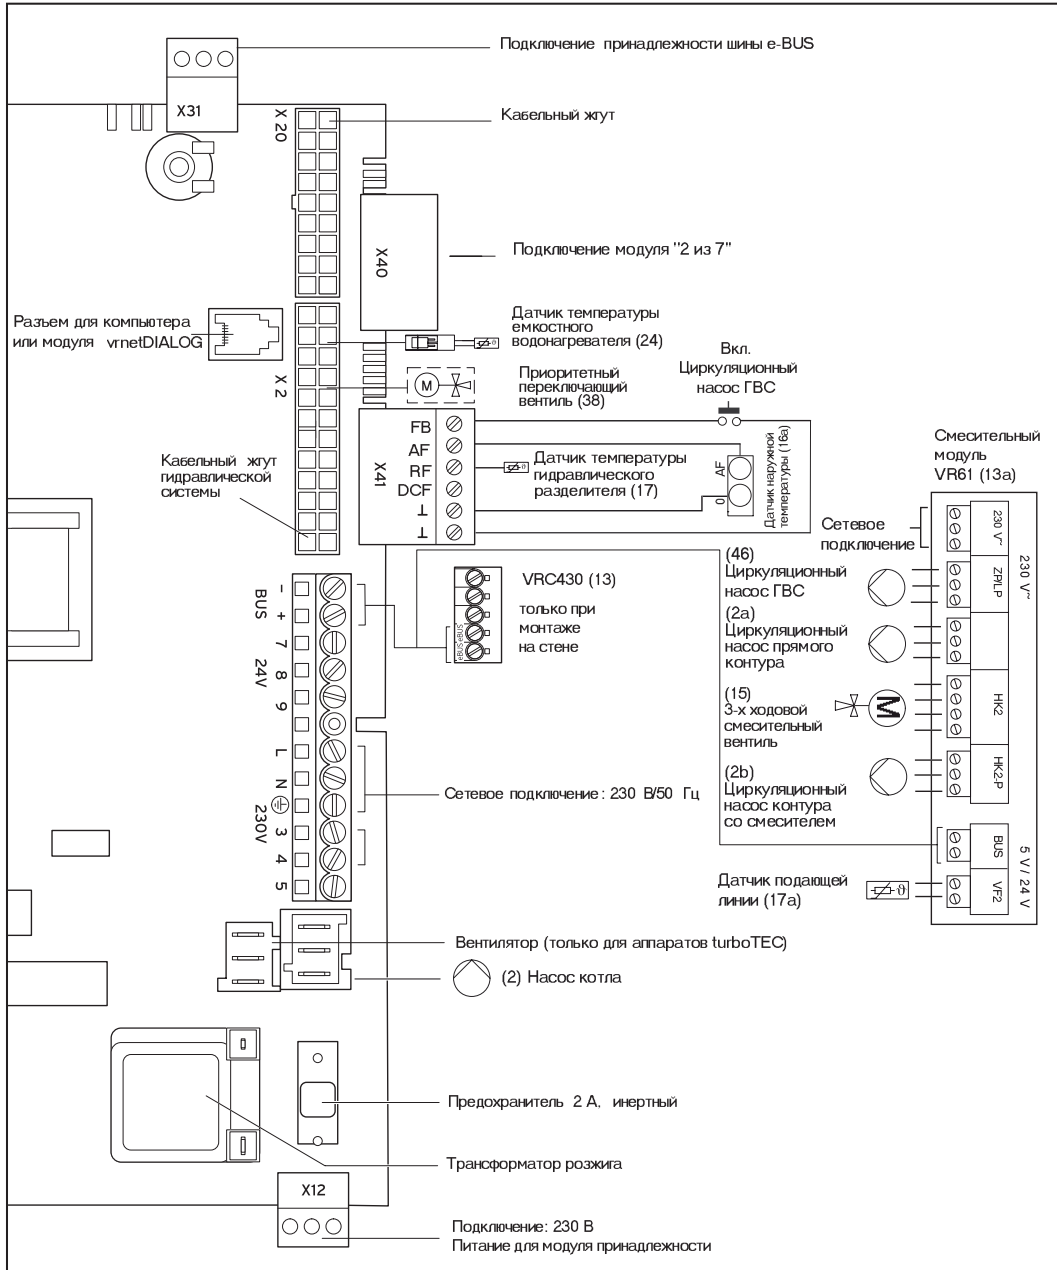 Подключение принадлежности шины e-BUS
X31
X 20
Кабельный жгут
X40
Подключение модуля "2 из 7"
Разъем для компьютера
или модуля vrnetDIALOG
Датчик температуры
емкостного
водонагревателя (24)
ϑ
X 2
M
Приоритетный
переключающий
вентиль (38)
Вкл.
Циркуляционный
насос ГВС
X41
FB
AF
RF
DCF
⊥
⊥
ϑ
Датчик температуры
гидравлического
разделителя (17)
AF
0
Датчик наружной
температуры (16a)
Кабельный жгут
гидравлической
системы
Смесительный
модуль
VR61 (13a)
Сетевое
подключение
230 V~
230 V~
ZP/LP
HK2
HK2-P
BUS
VF2
5 V / 24 V
(46)
Циркуляционный
насос ГВС
(2a)
Циркуляционный
насос прямого
контура
(15)
3-х ходовой
смесительный
вентиль
M
(2b)
Циркуляционный
насос контура
со смесителем
Датчик подающей
линии (17a)
ϑ
VRC430 (13)
только при
монтаже
на стене
eBUS eBUS
BUS
-
+
24V
7
8
9
230V
L
N
3
4
5
Сетевое подключение: 230 В/50 Гц
Вентилятор (только для аппаратов turboTEC)
(2) Насос котла
Предохранитель 2 А, инертный
Трансформатор розжига
X12
Подключение: 230 В
Питание для модуля принадлежности